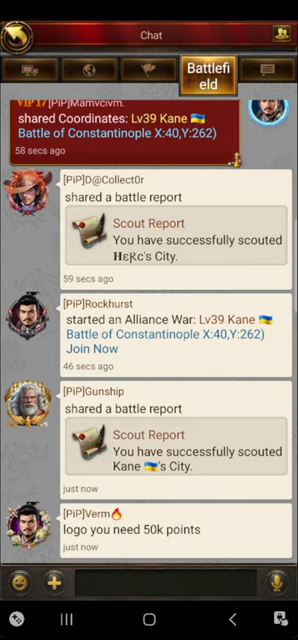 Chat
Battlefi
eld
VIP 17 [PiP]Mamvcivm.
shared Coordinates: Lv39 Kane 🇺🇦
Battle of Constantinople X:40,Y:262)
58 secs ago
[PiP]D@Collect0r
shared a battle report
Scout Report
You have successfully scouted
𝐇ɛƦc's City.
59 secs ago
[PiP]Rockhurst
started an Alliance War: Lv39 Kane 🇺🇦
Battle of Constantinople X:40,Y:262)
Join Now
46 secs ago
[PiP]Gunship
shared a battle report
Scout Report
You have successfully scouted
Kane 🇺🇦's City.
just now
[PiP]Verm🔥
logo you need 50k points
just now